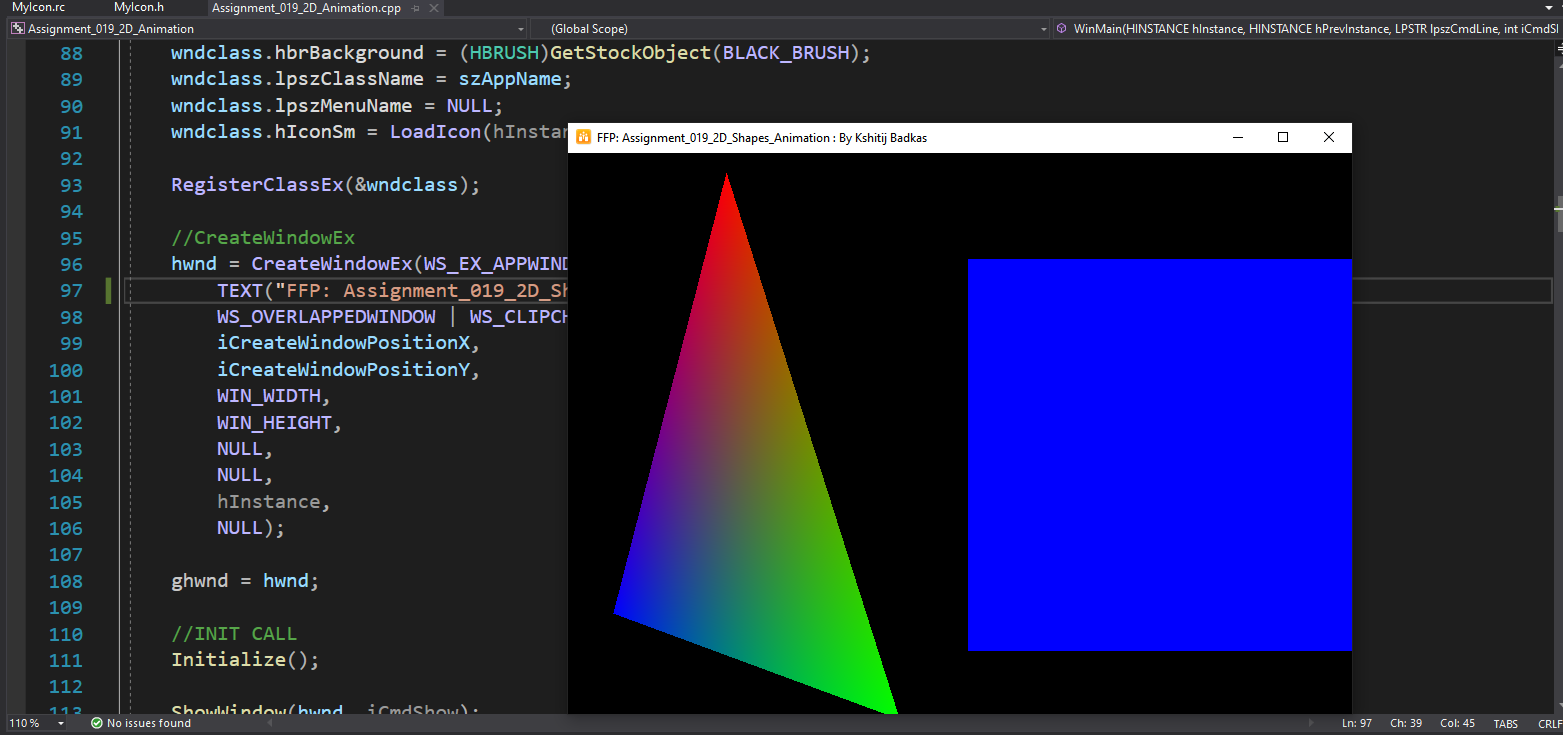 MyIcon.rc MyIcon.h Assignment_019_2D_Animation.cpp
Assignment_019_2D_Animation (Global Scope) WinMain(HINSTANCE hInstance, HINSTANCE hPrevInstance, LPSTR lpszCmdLine, int iCmdSl
88 wndclass.hbrBackground = (HBRUSH)GetStockObject(BLACK_BRUSH);
89 wndclass.lpszClassName = szAppName;
90 wndclass.lpszMenuName = NULL;
91 wndclass.hIconSm = LoadIcon(hInstan
92
93 RegisterClassEx(&wndclass);
94
95 //CreateWindowEx
96 hwnd = CreateWindowEx(WS_EX_APPWIND
97 TEXT("FFP: Assignment_019_2D_Sh
98 WS_OVERLAPPEDWINDOW | WS_CLIPCH
99 iCreateWindowPositionX,
100 iCreateWindowPositionY,
101 WIN_WIDTH,
102 WIN_HEIGHT,
103 NULL,
104 NULL,
105 hInstance,
106 NULL);
107
108 ghwnd = hwnd;
109
110 //INIT CALL
111 Initialize();
112
113 ShowWindow(hwnd, iCmdShow);
FFP: Assignment_019_2D_Shapes_Animation : By Kshitij Badkas
110 % No issues found Ln: 97 Ch: 39 Col: 45 TABS CRLF